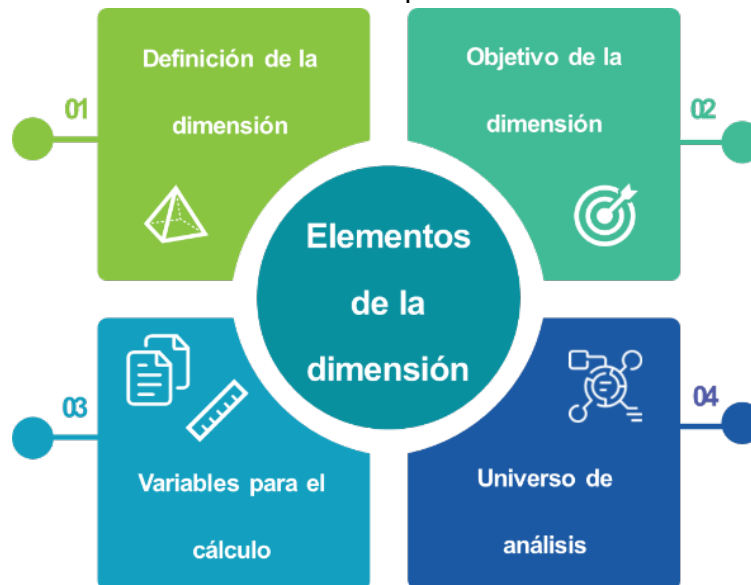 01
Definición de la
dimensión
Objetivo de la
dimensión
02
Elementos
de la
dimensión
03
Variables para el
cálculo
04
Universo de
análisis